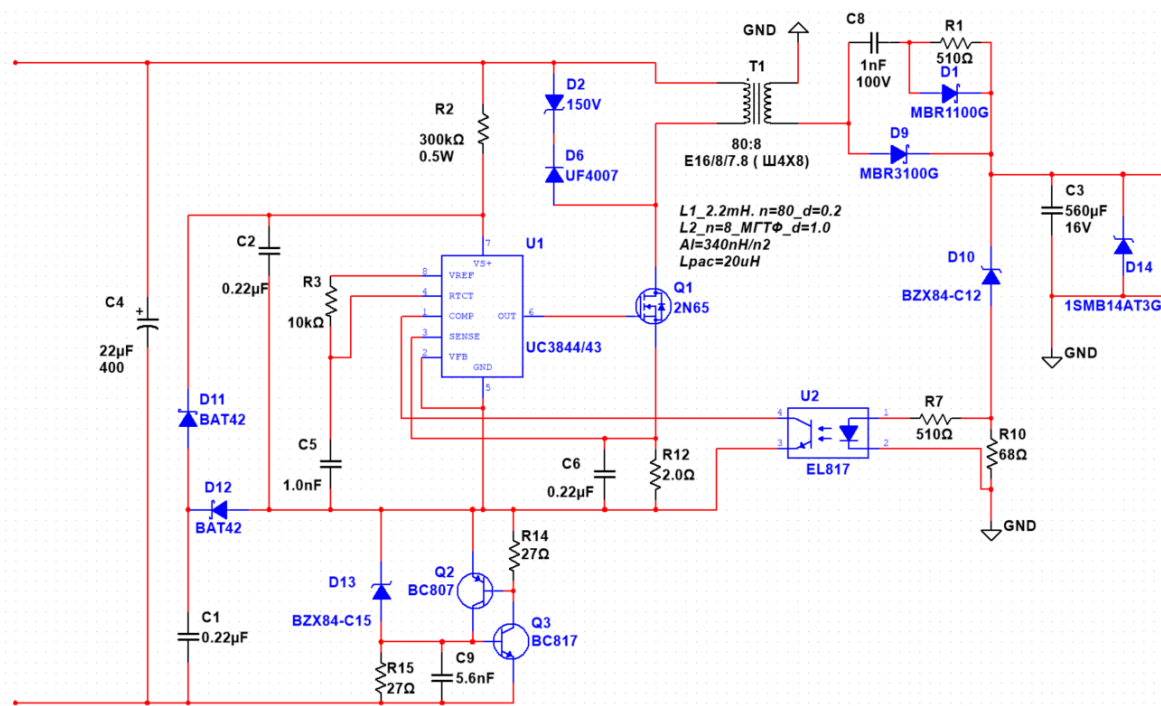 GND
C8
1nF
100V
R1
510Ω
D1
MBR1100G
D9
MBR3100G
T1
80:8
E16/8/7.8 ( Ш4X8)
D2
150V
D6
UF4007
R2
300kΩ
0.5W
L1_2.2mH. n=80_d=0.2
L2_n=8_МГТФ_d=1.0
Al=340nH/n2
Lpac=20uH
C3
560µF
16V
D14
1SMB14AT3G
GND
D10
BZX84-C12
C2
0.22µF
R3
10kΩ
U1
7
VS+
8
VREF
4
RTCT
1
COMP
OUT
6
3
SENSE
2
VFB
GND
5
UC3844/43
Q1
2N65
C4
+
22µF
400
D11
BAT42
D12
BAT42
C5
1.0nF
C6
0.22µF
R12
2.0Ω
U2
4
3
1
2
EL817
R7
510Ω
R10
68Ω
GND
C1
0.22µF
D13
BZX84-C15
R14
27Ω
Q2
BC807
Q3
BC817
R15
27Ω
C9
5.6nF